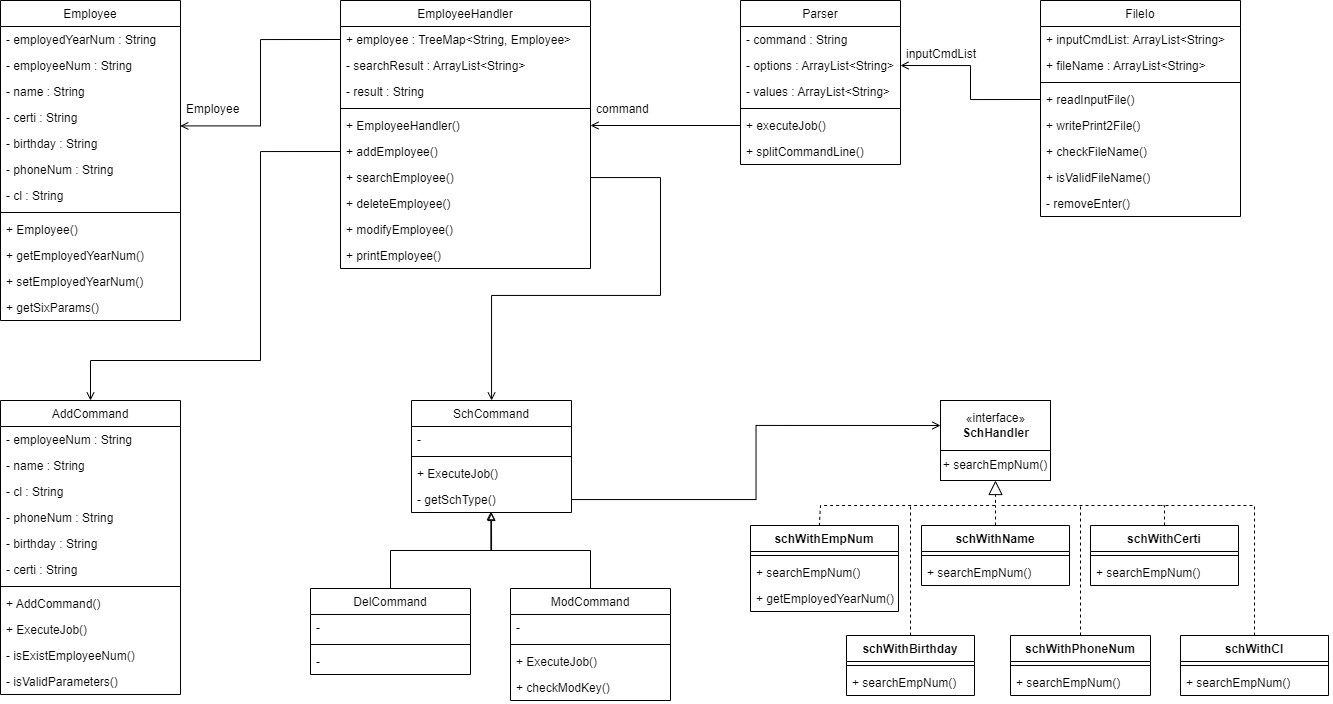 Employee
- employedYearNum : String
- employeeNum : String
- name : String
- certi : String
- birthday : String
- phoneNum : String
- cl : String
+ Employee()
+ getEmployedYearNum()
+ setEmployedYearNum()
+ getSixParams()
Employee
EmployeeHandler
+ employee : TreeMap<String, Employee>
- searchResult : ArrayList<String>
- result : String
+ EmployeeHandler()
+ addEmployee()
+ searchEmployee()
+ deleteEmployee()
+ modifyEmployee()
+ printEmployee()
command
Parser
- command : String
- options : ArrayList<String>
- values : ArrayList<String>
+ executeJob()
+ splitCommandLine()
inputCmdList
FileIo
+ inputCmdList: ArrayList<String>
+ fileName : ArrayList<String>
+ readInputFile()
+ writePrint2File()
+ checkFileName()
+ isValidFileName()
- removeEnter()
AddCommand
- employeeNum : String
- name : String
- cl : String
- phoneNum : String
- birthday : String
- certi : String
+ AddCommand()
+ ExecuteJob()
- isExistEmployeeNum()
- isValidParameters()
SchCommand
-
+ ExecuteJob()
- getSchType()
DelCommand
-
-
ModCommand
-
+ ExecuteJob()
+ checkModKey()
«interface»
SchHandler
+ searchEmpNum()
schWithEmpNum
+ searchEmpNum()
+ getEmployedYearNum()
schWithName
+ searchEmpNum()
schWithCerti
+ searchEmpNum()
schWithBirthday
+ searchEmpNum()
schWithPhoneNum
+ searchEmpNum()
schWithCl
+ searchEmpNum()